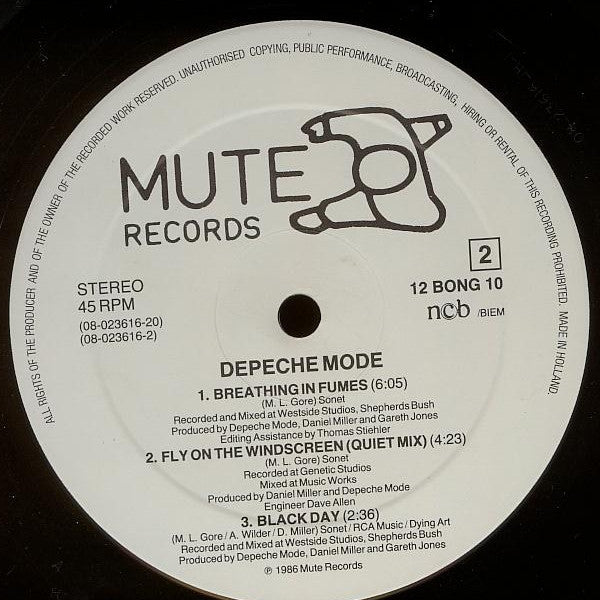 ALL RIGHTS OF THE PRODUCER AND OF THE OWNER OF THE RECORDED WORK RESERVED. UNAUTHORISED COPYING, PUBLIC PERFORMANCE, BROADCASTING, HIRING OR RENTAL OF THIS RECORDING PROHIBITED. MADE IN HOLLAND.
MUTE
RECORDS
2
STEREO
45 RPM
(08-023616-20)
(08-023616-2)
12 BONG 10
ncb /BIEM
DEPECHE MODE
1. BREATHING IN FUMES (6:05)
(M. L. Gore) Sonet
Recorded and Mixed at Westside Studios, Shepherds Bush
Produced by Depeche Mode, Daniel Miller and Gareth Jones
Editing Assistance by Thomas Stiehler
2. FLY ON THE WINDSCREEN (QUIET MIX) (4:23)
(M. L. Gore) Sonet
Recorded at Genetic Studios
Mixed at Music Works
Produced by Daniel Miller and Depeche Mode
Engineer Dave Allen
3. BLACK DAY (2:36)
(M. L. Gore / A. Wilder / D. Miller) Sonet / RCA Music / Dying Art
Recorded and Mixed at Westside Studios, Shepherds Bush
Produced by Depeche Mode, Daniel Miller and Gareth Jones
℗ 1986 Mute Records